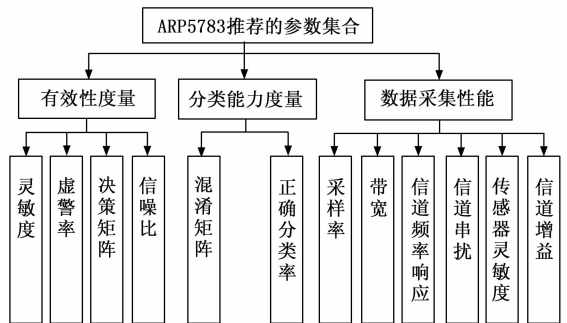 ARP5783推荐的参数集合
有效性度量
分类能力度量
数据采集性能
灵敏度
虚警率
决策矩阵
信噪比
混淆矩阵
正确分类率
采样率
带宽
信道频率响应
信道串扰
传感器灵敏度
信道增益